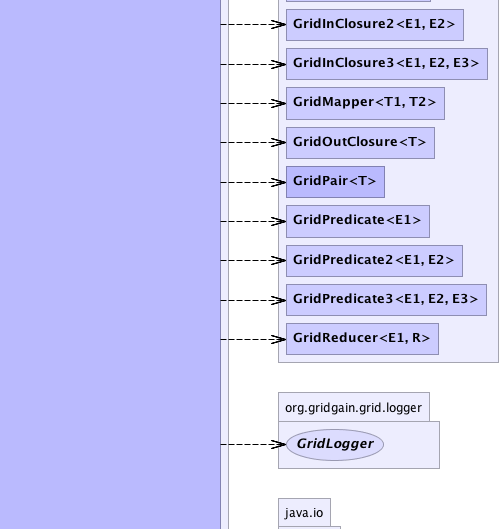 GridInClosure2<E1, E2>
GridInClosure3<E1, E2, E3>
GridMapper<T1, T2>
GridOutClosure<T>
GridPair<T>
GridPredicate<E1>
GridPredicate2<E1, E2>
GridPredicate3<E1, E2, E3>
GridReducer<E1, R>
org.gridgain.grid.logger
GridLogger
java.io